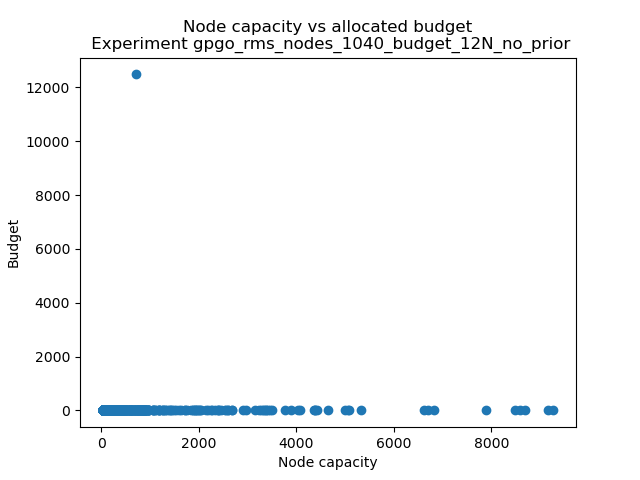 Node capacity vs allocated budget
Experiment gpgo_rms_nodes_1040_budget_12N_no_prior
12000
10000
8000
6000
4000
2000
0
Budget
0 2000 4000 6000 8000
Node capacity